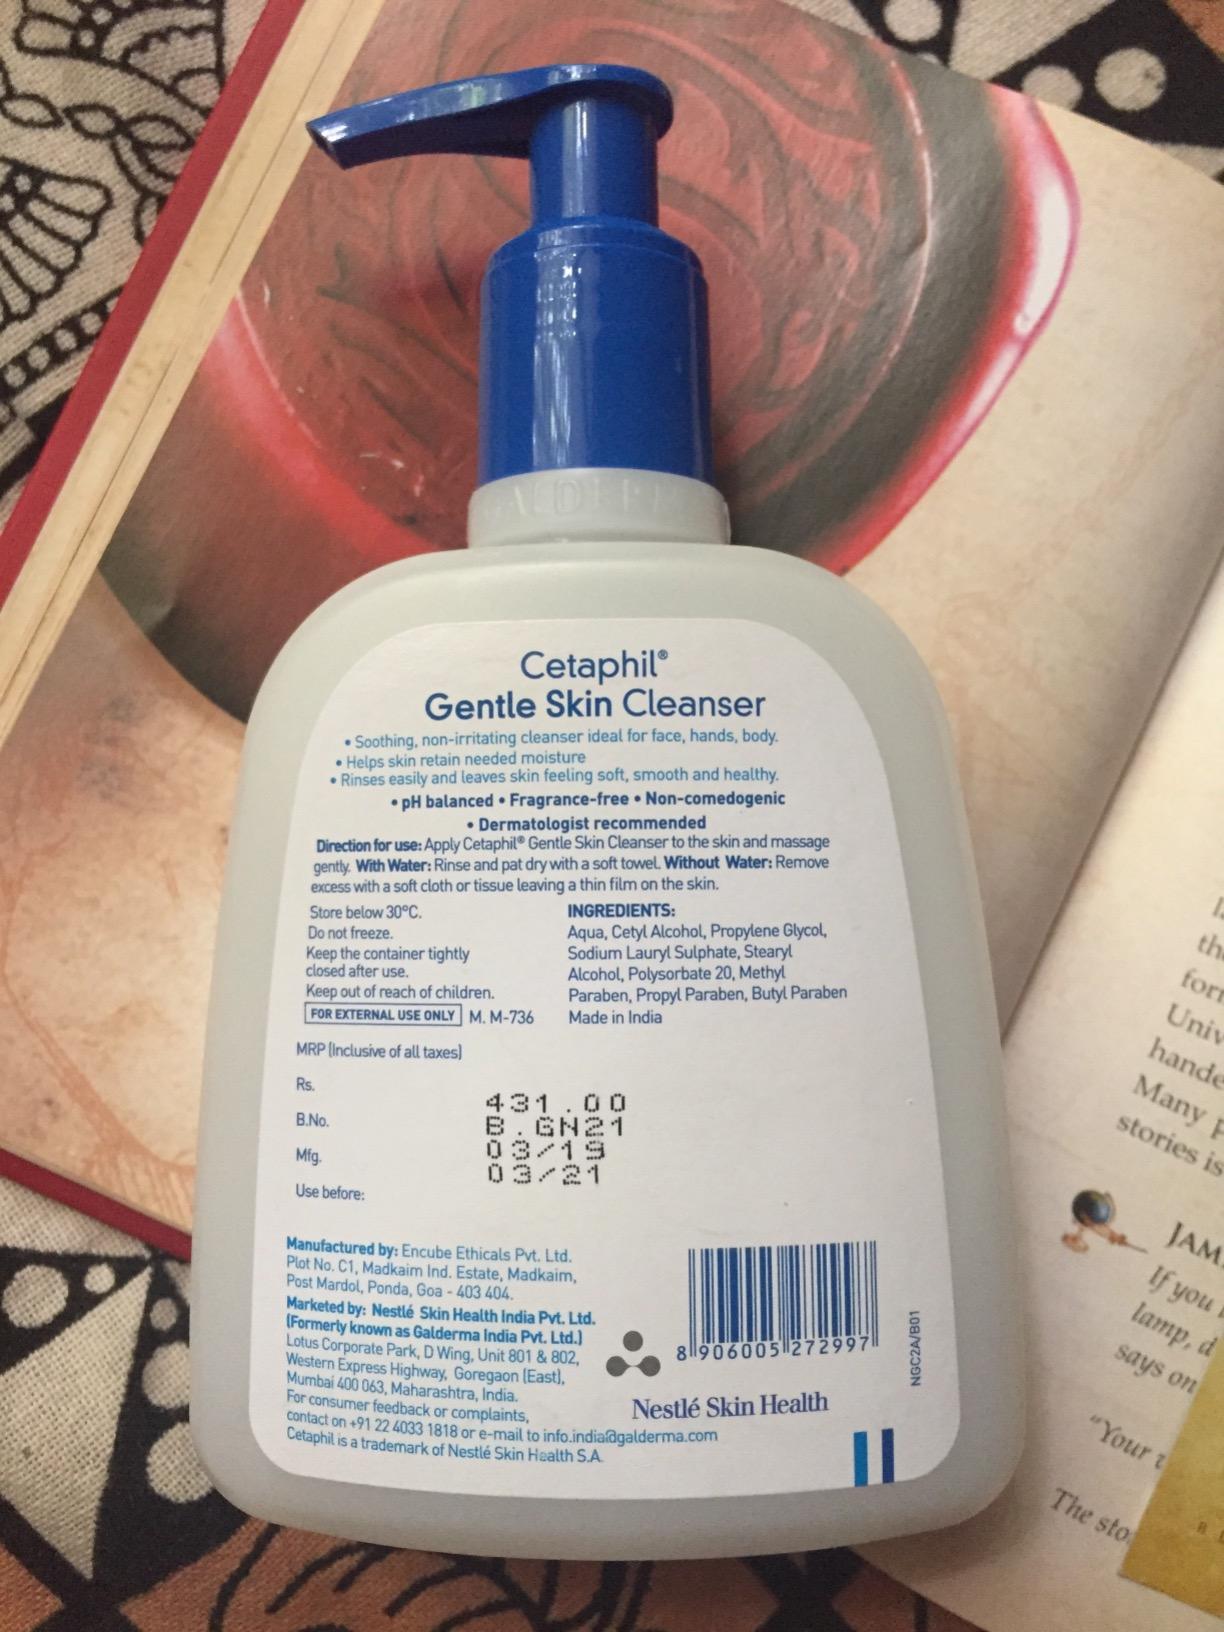 GALDERMA
Cetaphil®
Gentle Skin Cleanser
• Soothing, non-irritating cleanser ideal for face, hands, body.
• Helps skin retain needed moisture
• Rinses easily and leaves skin feeling soft, smooth and healthy.
• pH balanced • Fragrance-free • Non-comedogenic
• Dermatologist recommended
Direction for use: Apply Cetaphil® Gentle Skin Cleanser to the skin and massage
gently. With Water: Rinse and pat dry with a soft towel. Without Water: Remove
excess with a soft cloth or tissue leaving a thin film on the skin.
Store below 30°C.
Do not freeze.
Keep the container tightly
closed after use.
Keep out of reach of children.
FOR EXTERNAL USE ONLY M. M-736
INGREDIENTS:
Aqua, Cetyl Alcohol, Propylene Glycol,
Sodium Lauryl Sulphate, Stearyl
Alcohol, Polysorbate 20, Methyl
Paraben, Propyl Paraben, Butyl Paraben
Made in India
MRP (Inclusive of all taxes)
Rs.
B.No.
Mfg.
Use before:
431.00
B.GN21
03/19
03/21
Manufactured by: Encube Ethicals Pvt. Ltd.
Plot No. C1, Madkaim Ind. Estate, Madkaim,
Post Mardol, Ponda, Goa - 403 404.
Marketed by: Nestlé Skin Health India Pvt. Ltd.
(Formerly known as Galderma India Pvt. Ltd.)
Lotus Corporate Park, D Wing, Unit 801 & 802,
Western Express Highway, Goregaon (East),
Mumbai 400 063, Maharashtra, India.
For consumer feedback or complaints,
contact on +91 22 4033 1818 or e-mail to info.india@galderma.com
Cetaphil is a trademark of Nestlé Skin Health S.A.
8 906005 272997
Nestlé Skin Health
NGC2A/B01
the
form
Univ
hande
Many p
stories is
JAM
If you
lamp, d
says on
"Your
The sto